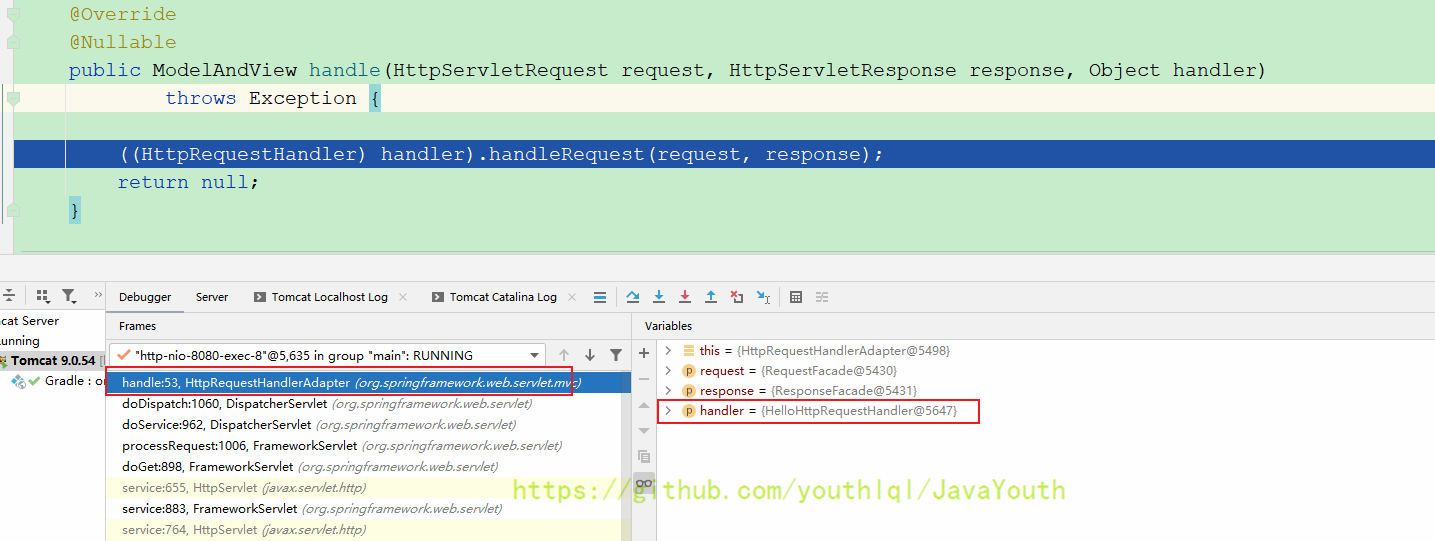 @Override
@Nullable
public ModelAndView handle(HttpServletRequest request, HttpServletResponse response, Object handler)
throws Exception {
((HttpRequestHandler) handler).handleRequest(request, response);
return null;
}
Debugger Server Tomcat Localhost Log Tomcat Catalina Log
cat Server
unning
Tomcat 9.0.54
Gradle : or
Frames
"http-nio-8080-exec-8"@5,635 in group "main": RUNNING
handle:53, HttpRequestHandlerAdapter (org.springframework.web.servlet.mvc)
doDispatch:1060, DispatcherServlet (org.springframework.web.servlet)
doService:962, DispatcherServlet (org.springframework.web.servlet)
processRequest:1006, FrameworkServlet (org.springframework.web.servlet)
doGet:898, FrameworkServlet (org.springframework.web.servlet)
service:655, HttpServlet (javax.servlet.http)
service:883, FrameworkServlet (org.springframework.web.servlet)
service:764, HttpServlet (javax.servlet.http)
Variables
this = {HttpRequestHandlerAdapter@5498}
request = {RequestFacade@5430}
response = {ResponseFacade@5431}
handler = {HelloHttpRequestHandler@5647}
https://github.com/youthlql/JavaYouth